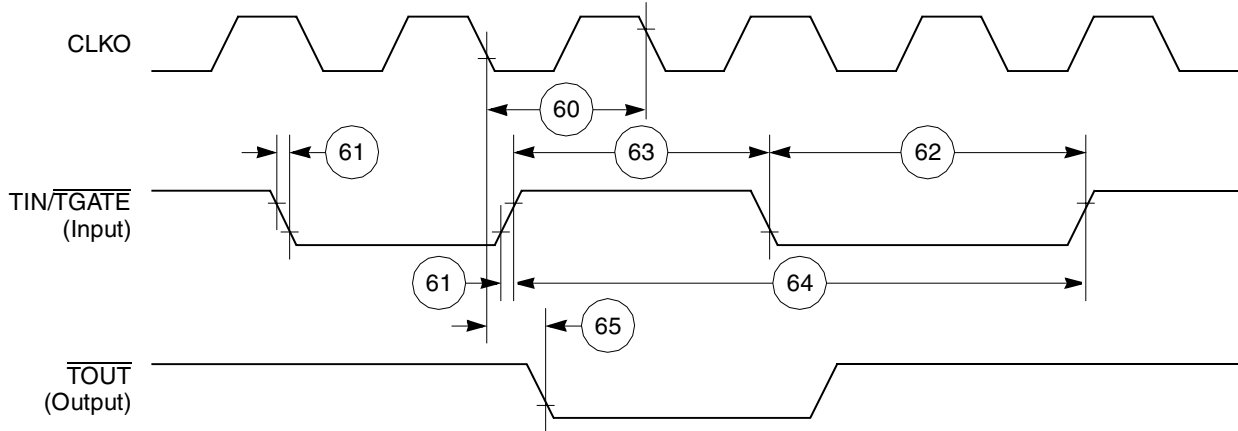 CLKO
60
61
63
62
TIN/TGATE
(Input)
61
64
65
TOUT
(Output)